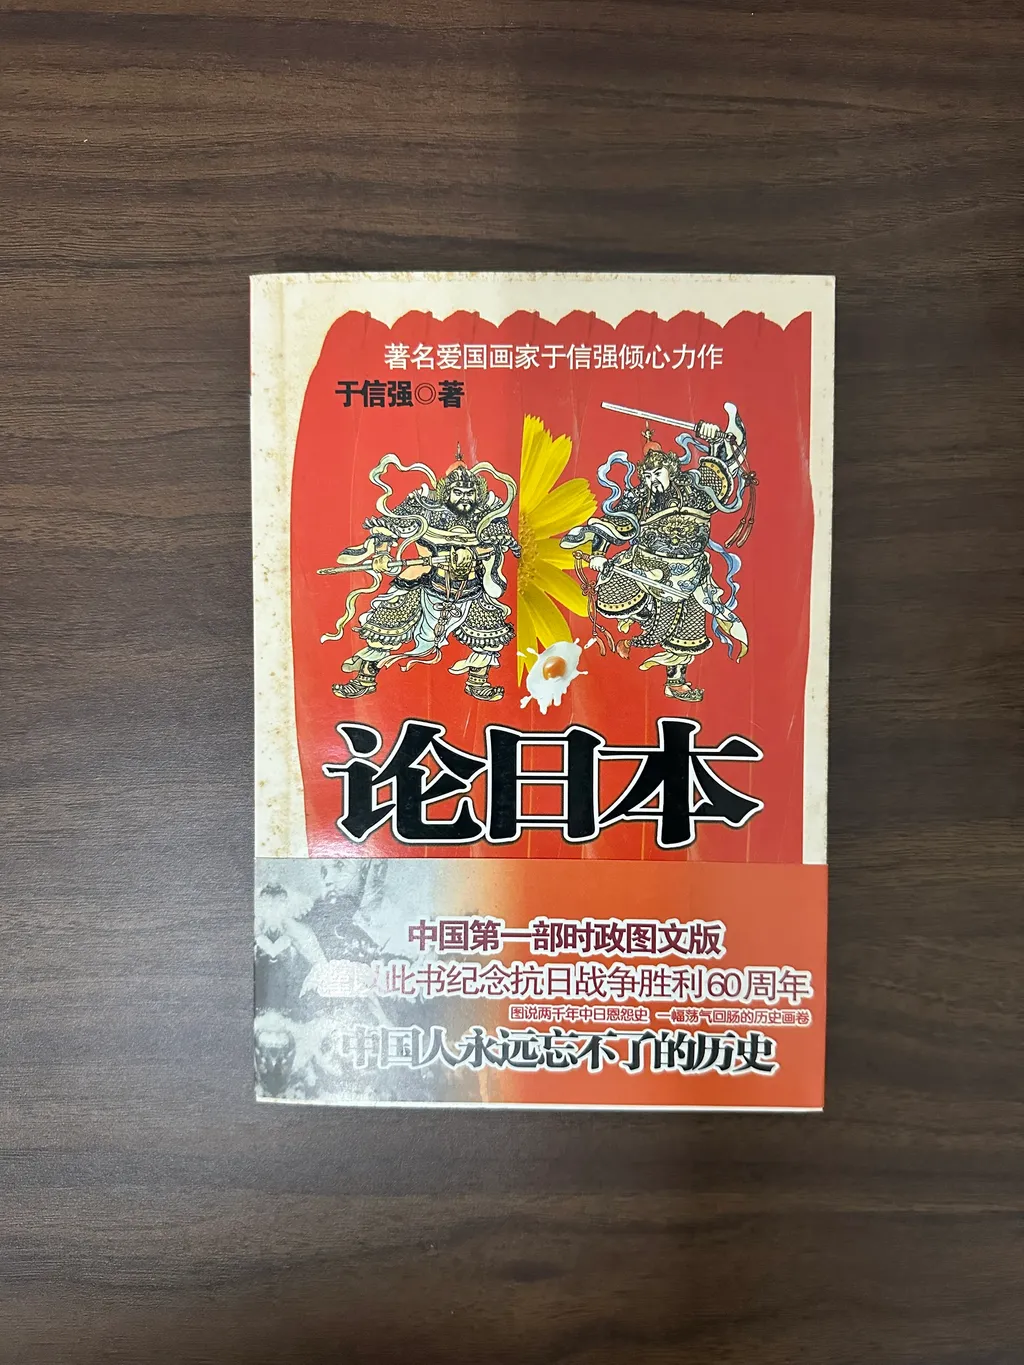 著名爱国画家于信强倾心力作
于信强◎著
论日本
中国第一部时政图文版
谨以此书纪念抗日战争胜利60周年
图说两千年中日恩怨史 一幅荡气回肠的历史画卷
中国人永远忘不了的历史